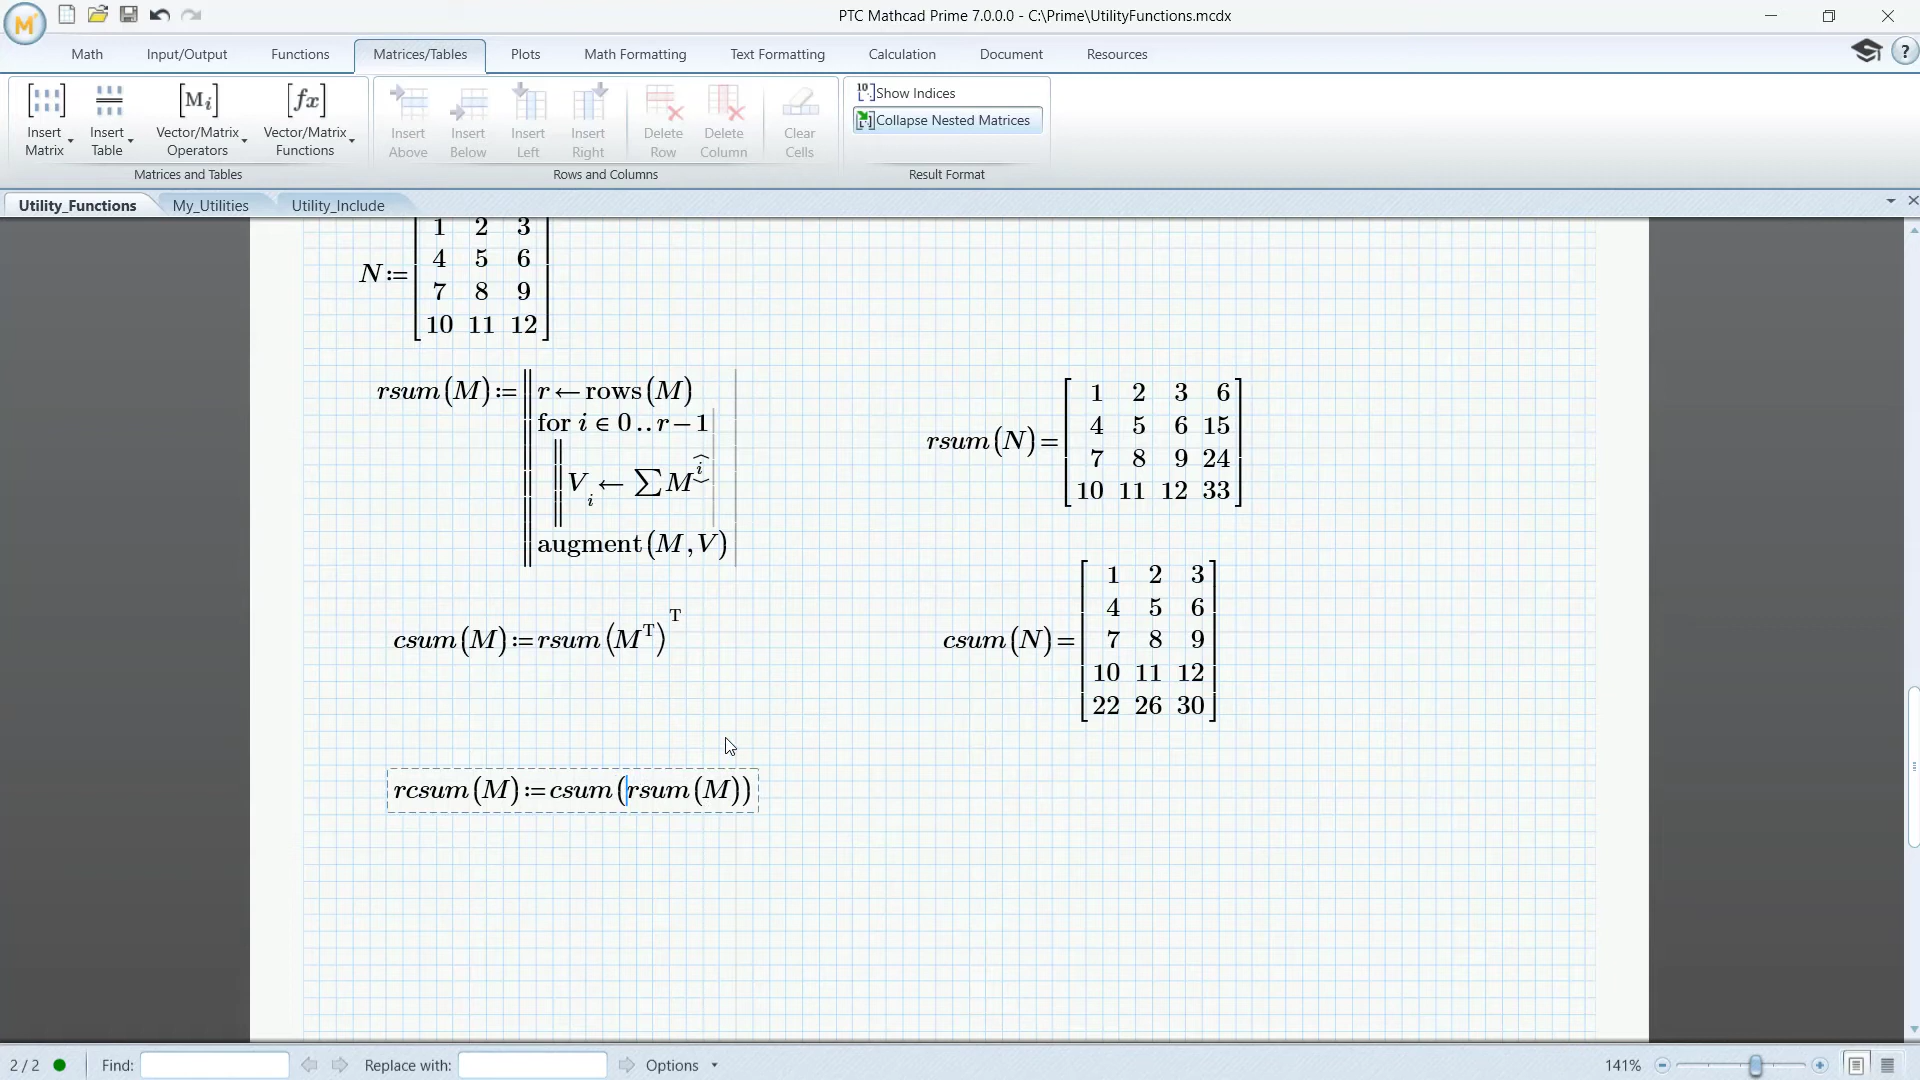 PTC Mathcad Prime 7.0.0.0 - C:\Prime\UtilityFunctions.mcdx
Math Input/Output Functions Matrices/Tables Plots Math Formatting Text Formatting Calculation Document Resources
Insert Matrix
Insert Table
Vector/Matrix Operators
Vector/Matrix Functions
Insert Above
Insert Below
Insert Left
Insert Right
Delete Row
Delete Column
Clear Cells
Show Indices
Collapse Nested Matrices
Matrices and Tables Rows and Columns Result Format
Utility_Functions My_Utilities Utility_Include
N:=
1 2 3
4 5 6
7 8 9
10 11 12
rsum(M):=
r←rows(M)
for i ∈ 0..r−1
V_i ← ∑M^i
augment(M,V)
rsum(N)=
1 2 3 6
4 5 6 15
7 8 9 24
10 11 12 33
csum(M):=rsum(M^T)^T
csum(N)=
1 2 3
4 5 6
7 8 9
10 11 12
22 26 30
rcsum(M):=csum(rsum(M))
2 / 2 Find: Replace with: Options 141%